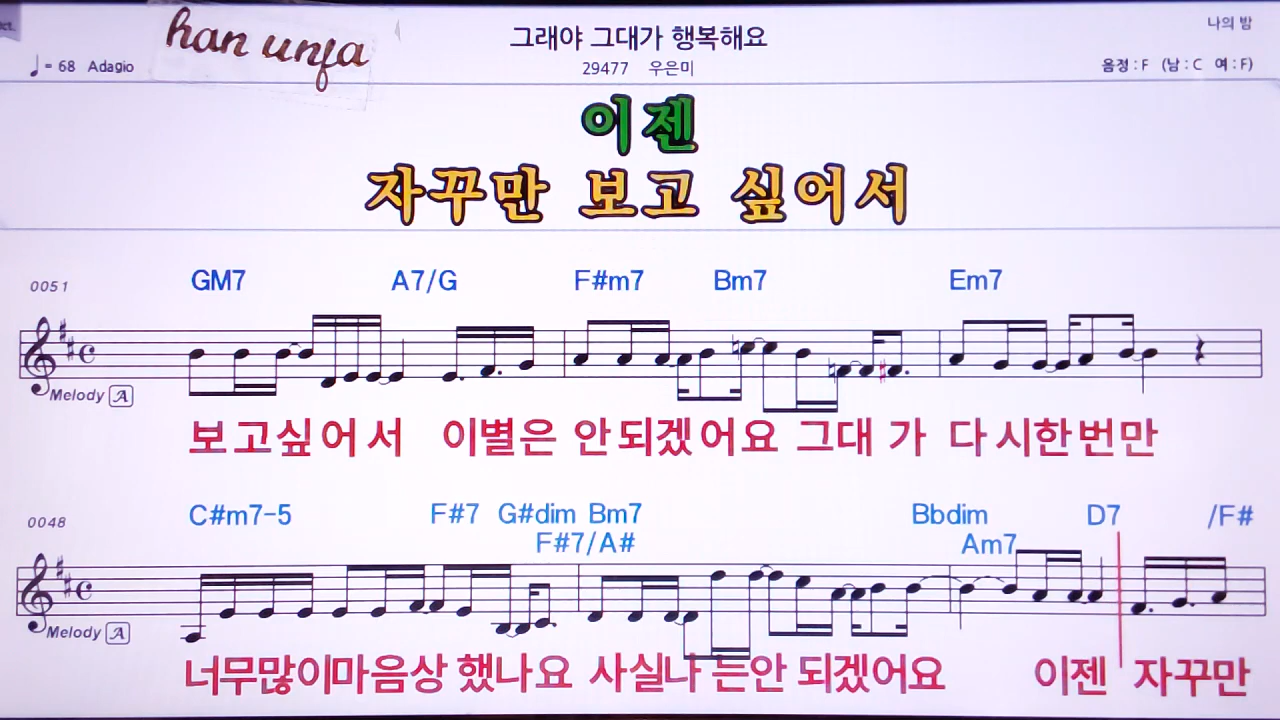 ct.
han unja
그래야 그대가 행복해요
나의 밤
♩= 68 Adagio
29477 우은미
음정 : F (남 : C 여 : F)
이젠
자꾸만 보고 싶어서
0051
GM7 A7/G F#m7 Bm7 Em7
Melody A
보고싶어서 이별은 안되겠어요 그대 가 다시한번만
0048
C#m7-5 F#7 G#dim Bm7 Bbdim D7 /F#
F#7/A# Am7
Melody A
너무많이마음상 했나요 사실나 는안 되겠어요 이젠 자꾸만